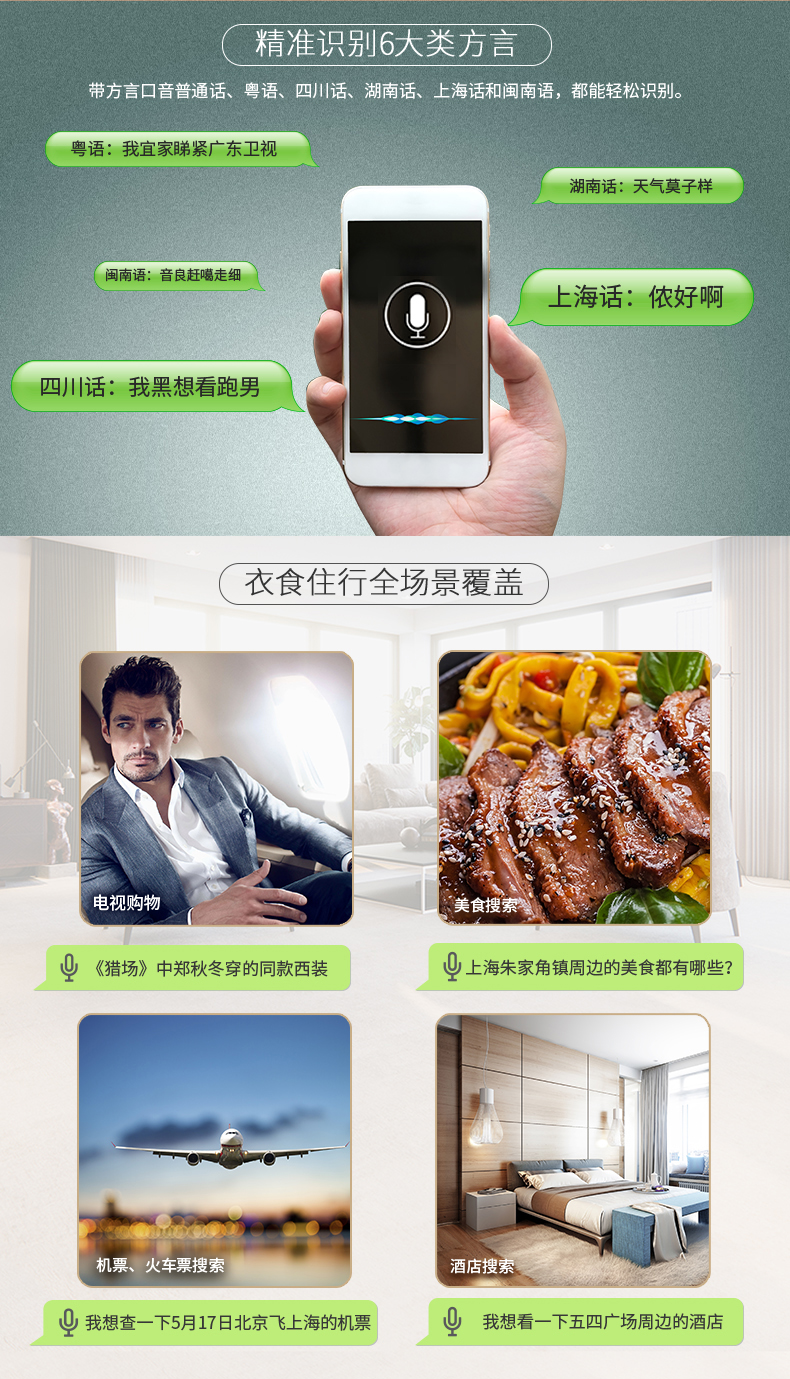 精准识别6大类方言
带方言口音普通话、粤语、四川话、湖南话、上海话和闽南语，都能轻松识别。
粤语：我宜家睇紧广东卫视
湖南话：天气莫子样
闽南语：音良赶噶走细
上海话：侬好啊
四川话：我黑想看跑男
衣食住行全场景覆盖
电视购物
美食搜索
《猎场》中郑秋冬穿的同款西装
上海朱家角镇周边的美食都有哪些?
机票、火车票搜索
酒店搜索
我想查一下5月17日北京飞上海的机票
我想看一下五四广场周边的酒店